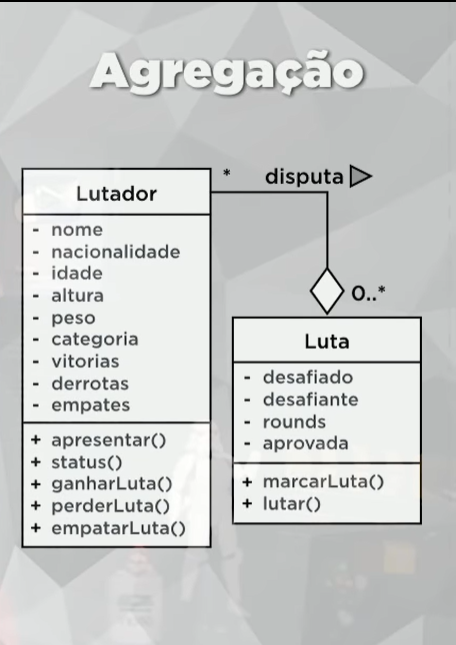 Agregação
* disputa
Lutador
- nome
- nacionalidade
- idade
- altura
- peso
- categoria
- vitorias
- derrotas
- empates
+ apresentar()
+ status()
+ ganharLuta()
+ perderLuta()
+ empatarLuta()
0..*
Luta
- desafiado
- desafiante
- rounds
- aprovada
+ marcarLuta()
+ lutar()